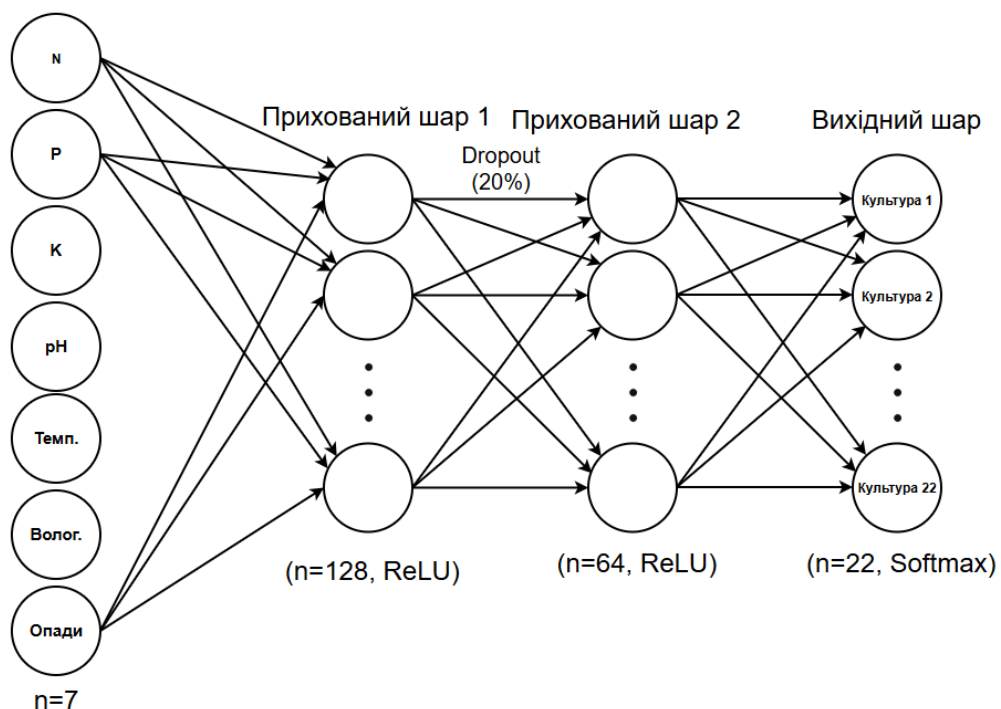 N
P
K
pH
Темп.
Волог.
Опади
n=7
Прихований шар 1
Dropout
(20%)
(n=128, ReLU)
Прихований шар 2
(n=64, ReLU)
Вихідний шар
Культура 1
Культура 2
Культура 22
(n=22, Softmax)